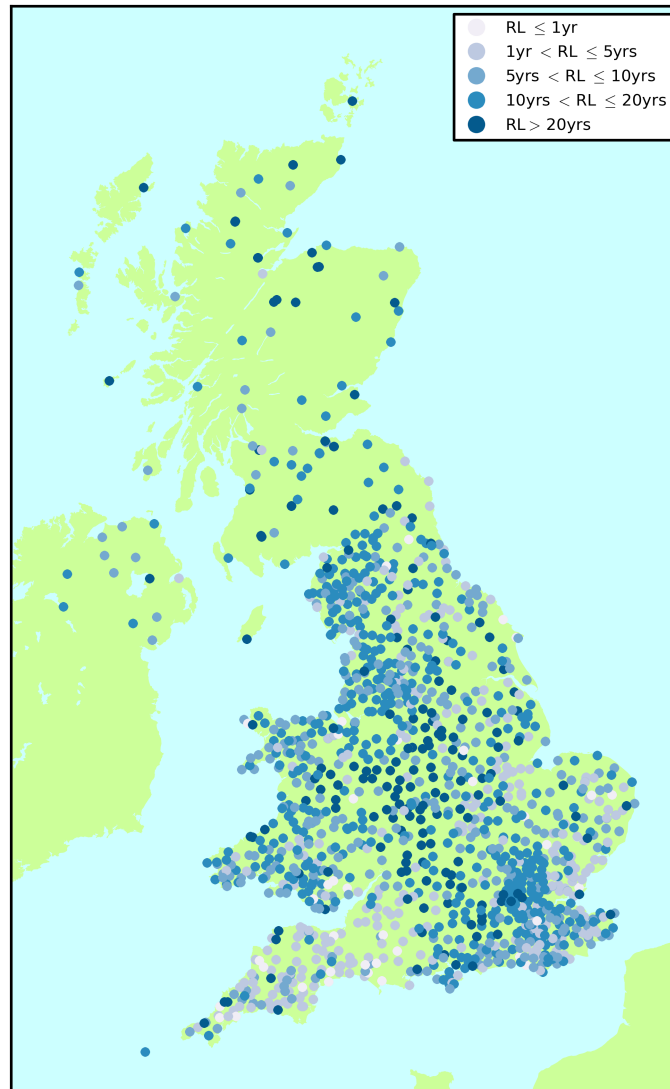 RL ≤ 1yr
1yr < RL ≤ 5yrs
5yrs < RL ≤ 10yrs
10yrs < RL ≤ 20yrs
RL > 20yrs